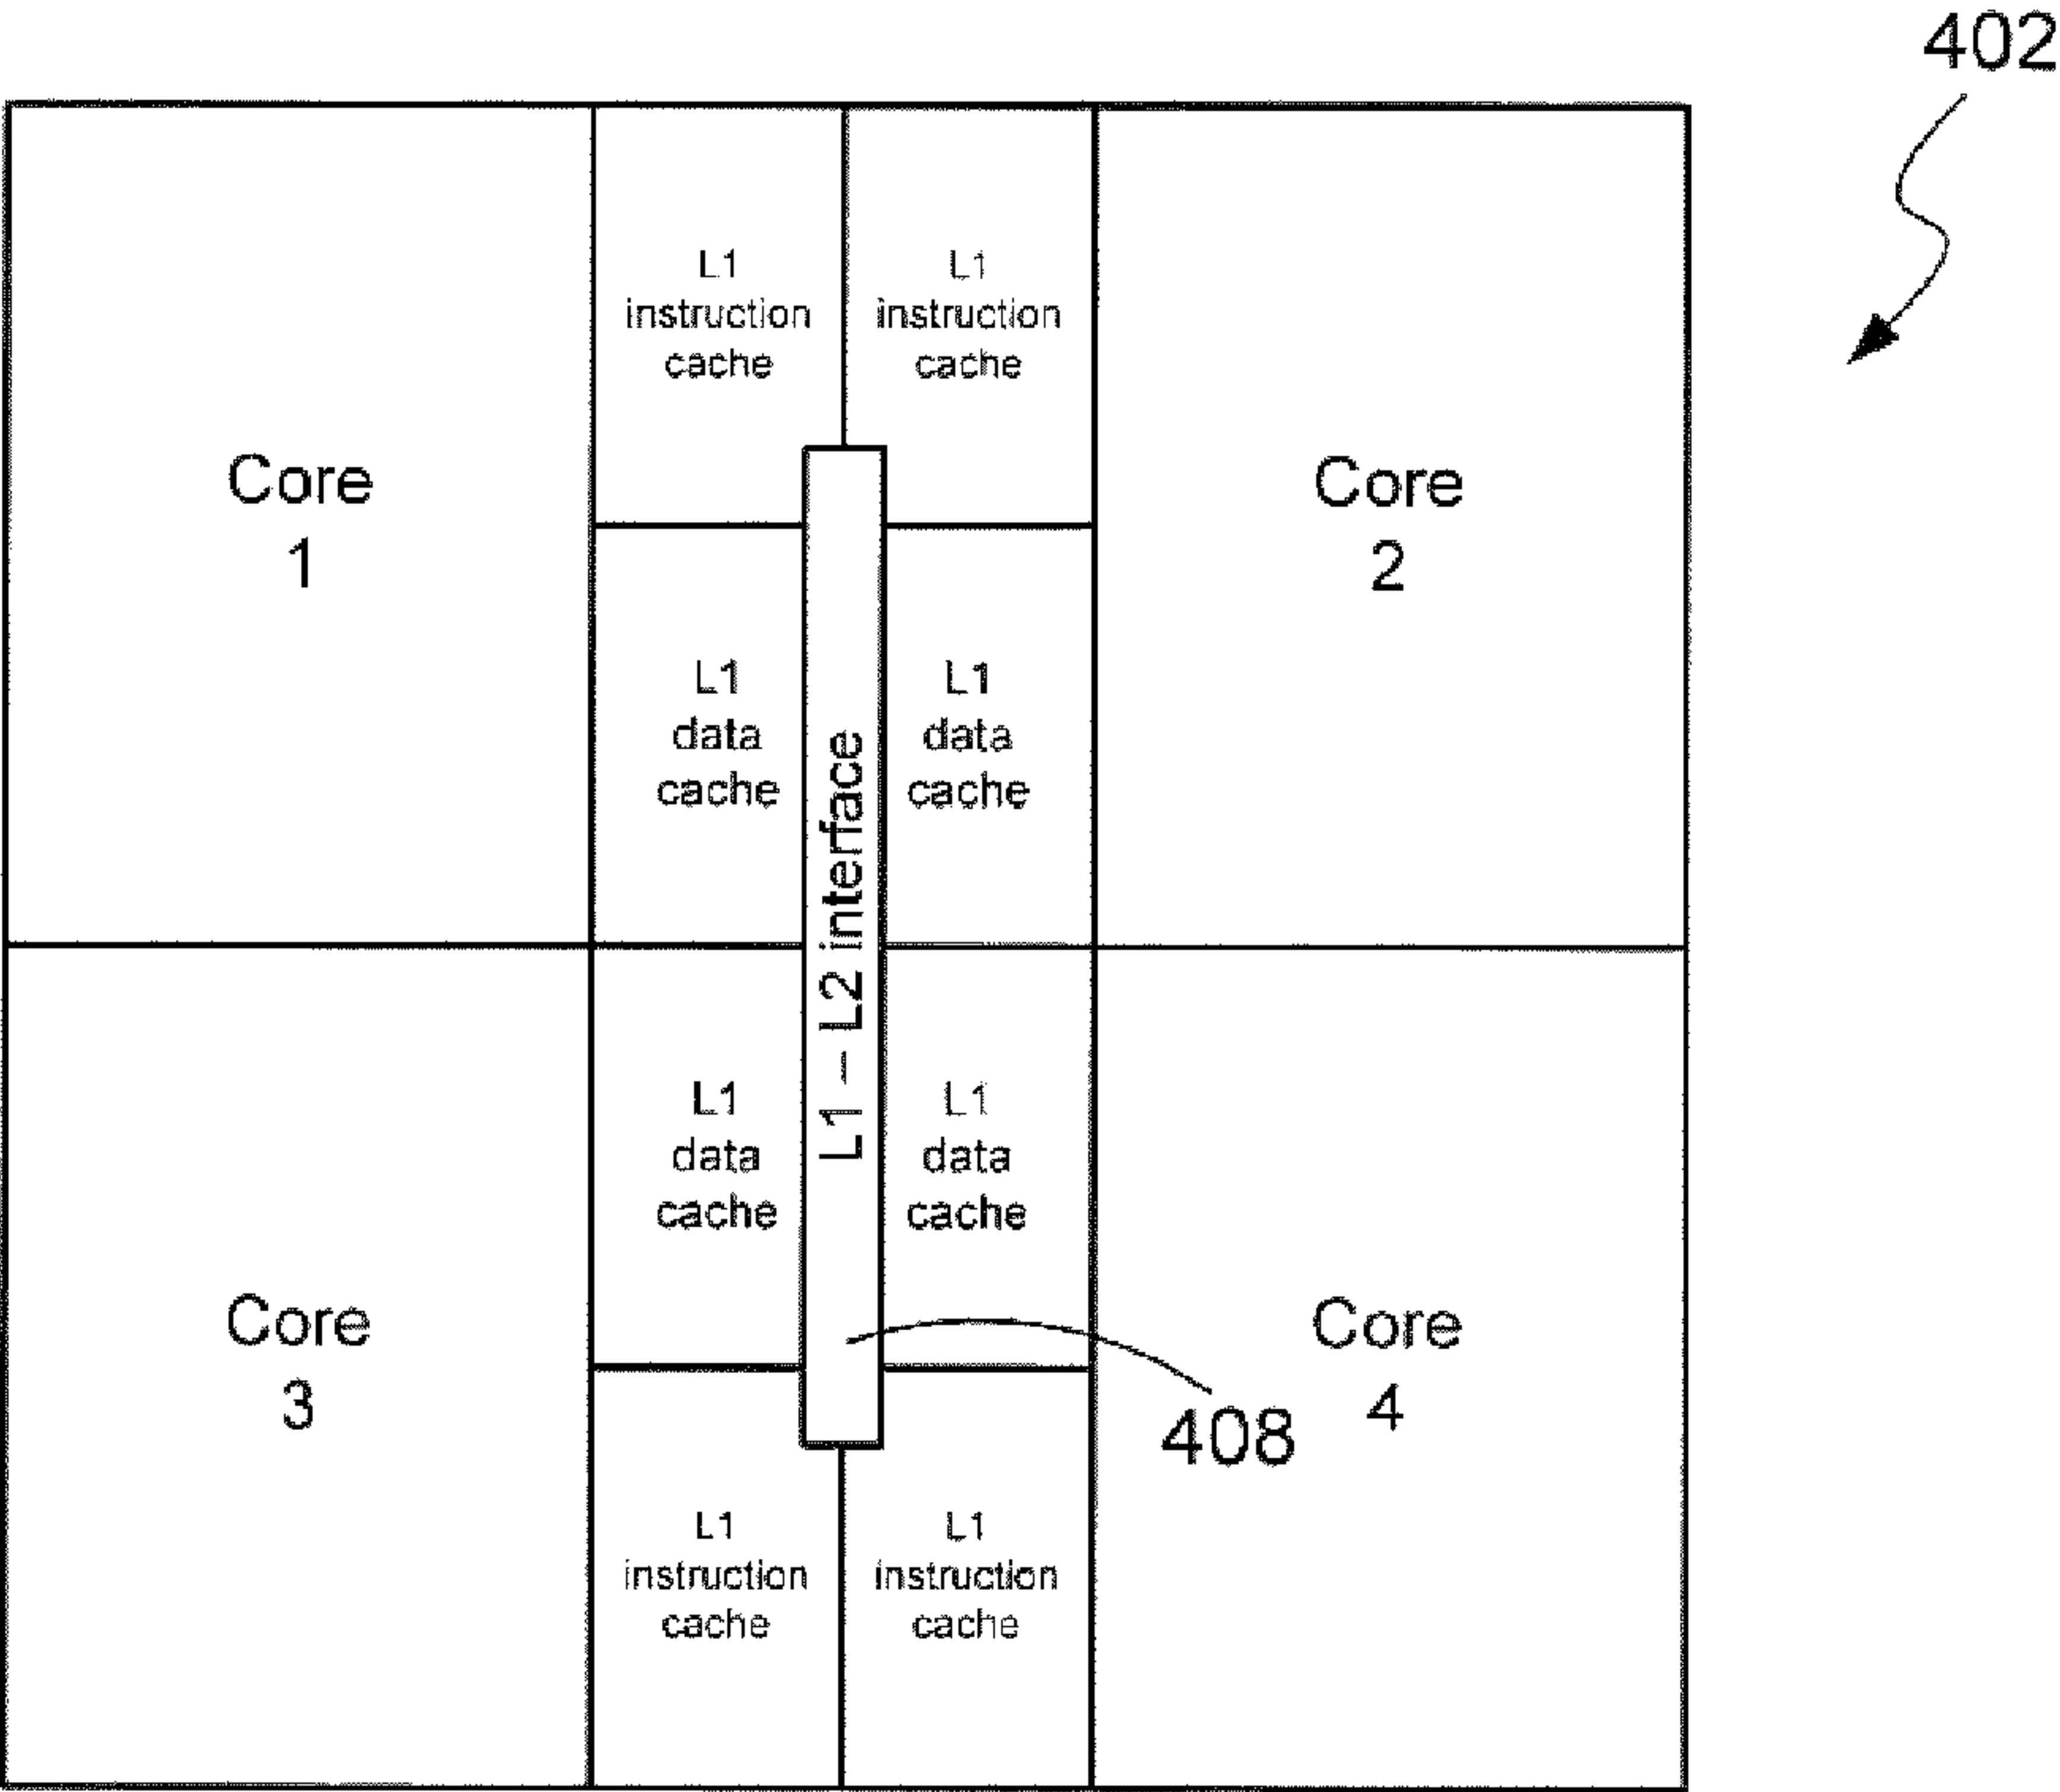 402
L1
instruction
cache
L1
instruction
cache
Core
1
Core
2
L1
data
cache
L1
data
cache
L1 – L2 interface
L1
data
cache
L1
data
cache
Core
3
Core
4
408
L1
instruction
cache
L1
instruction
cache